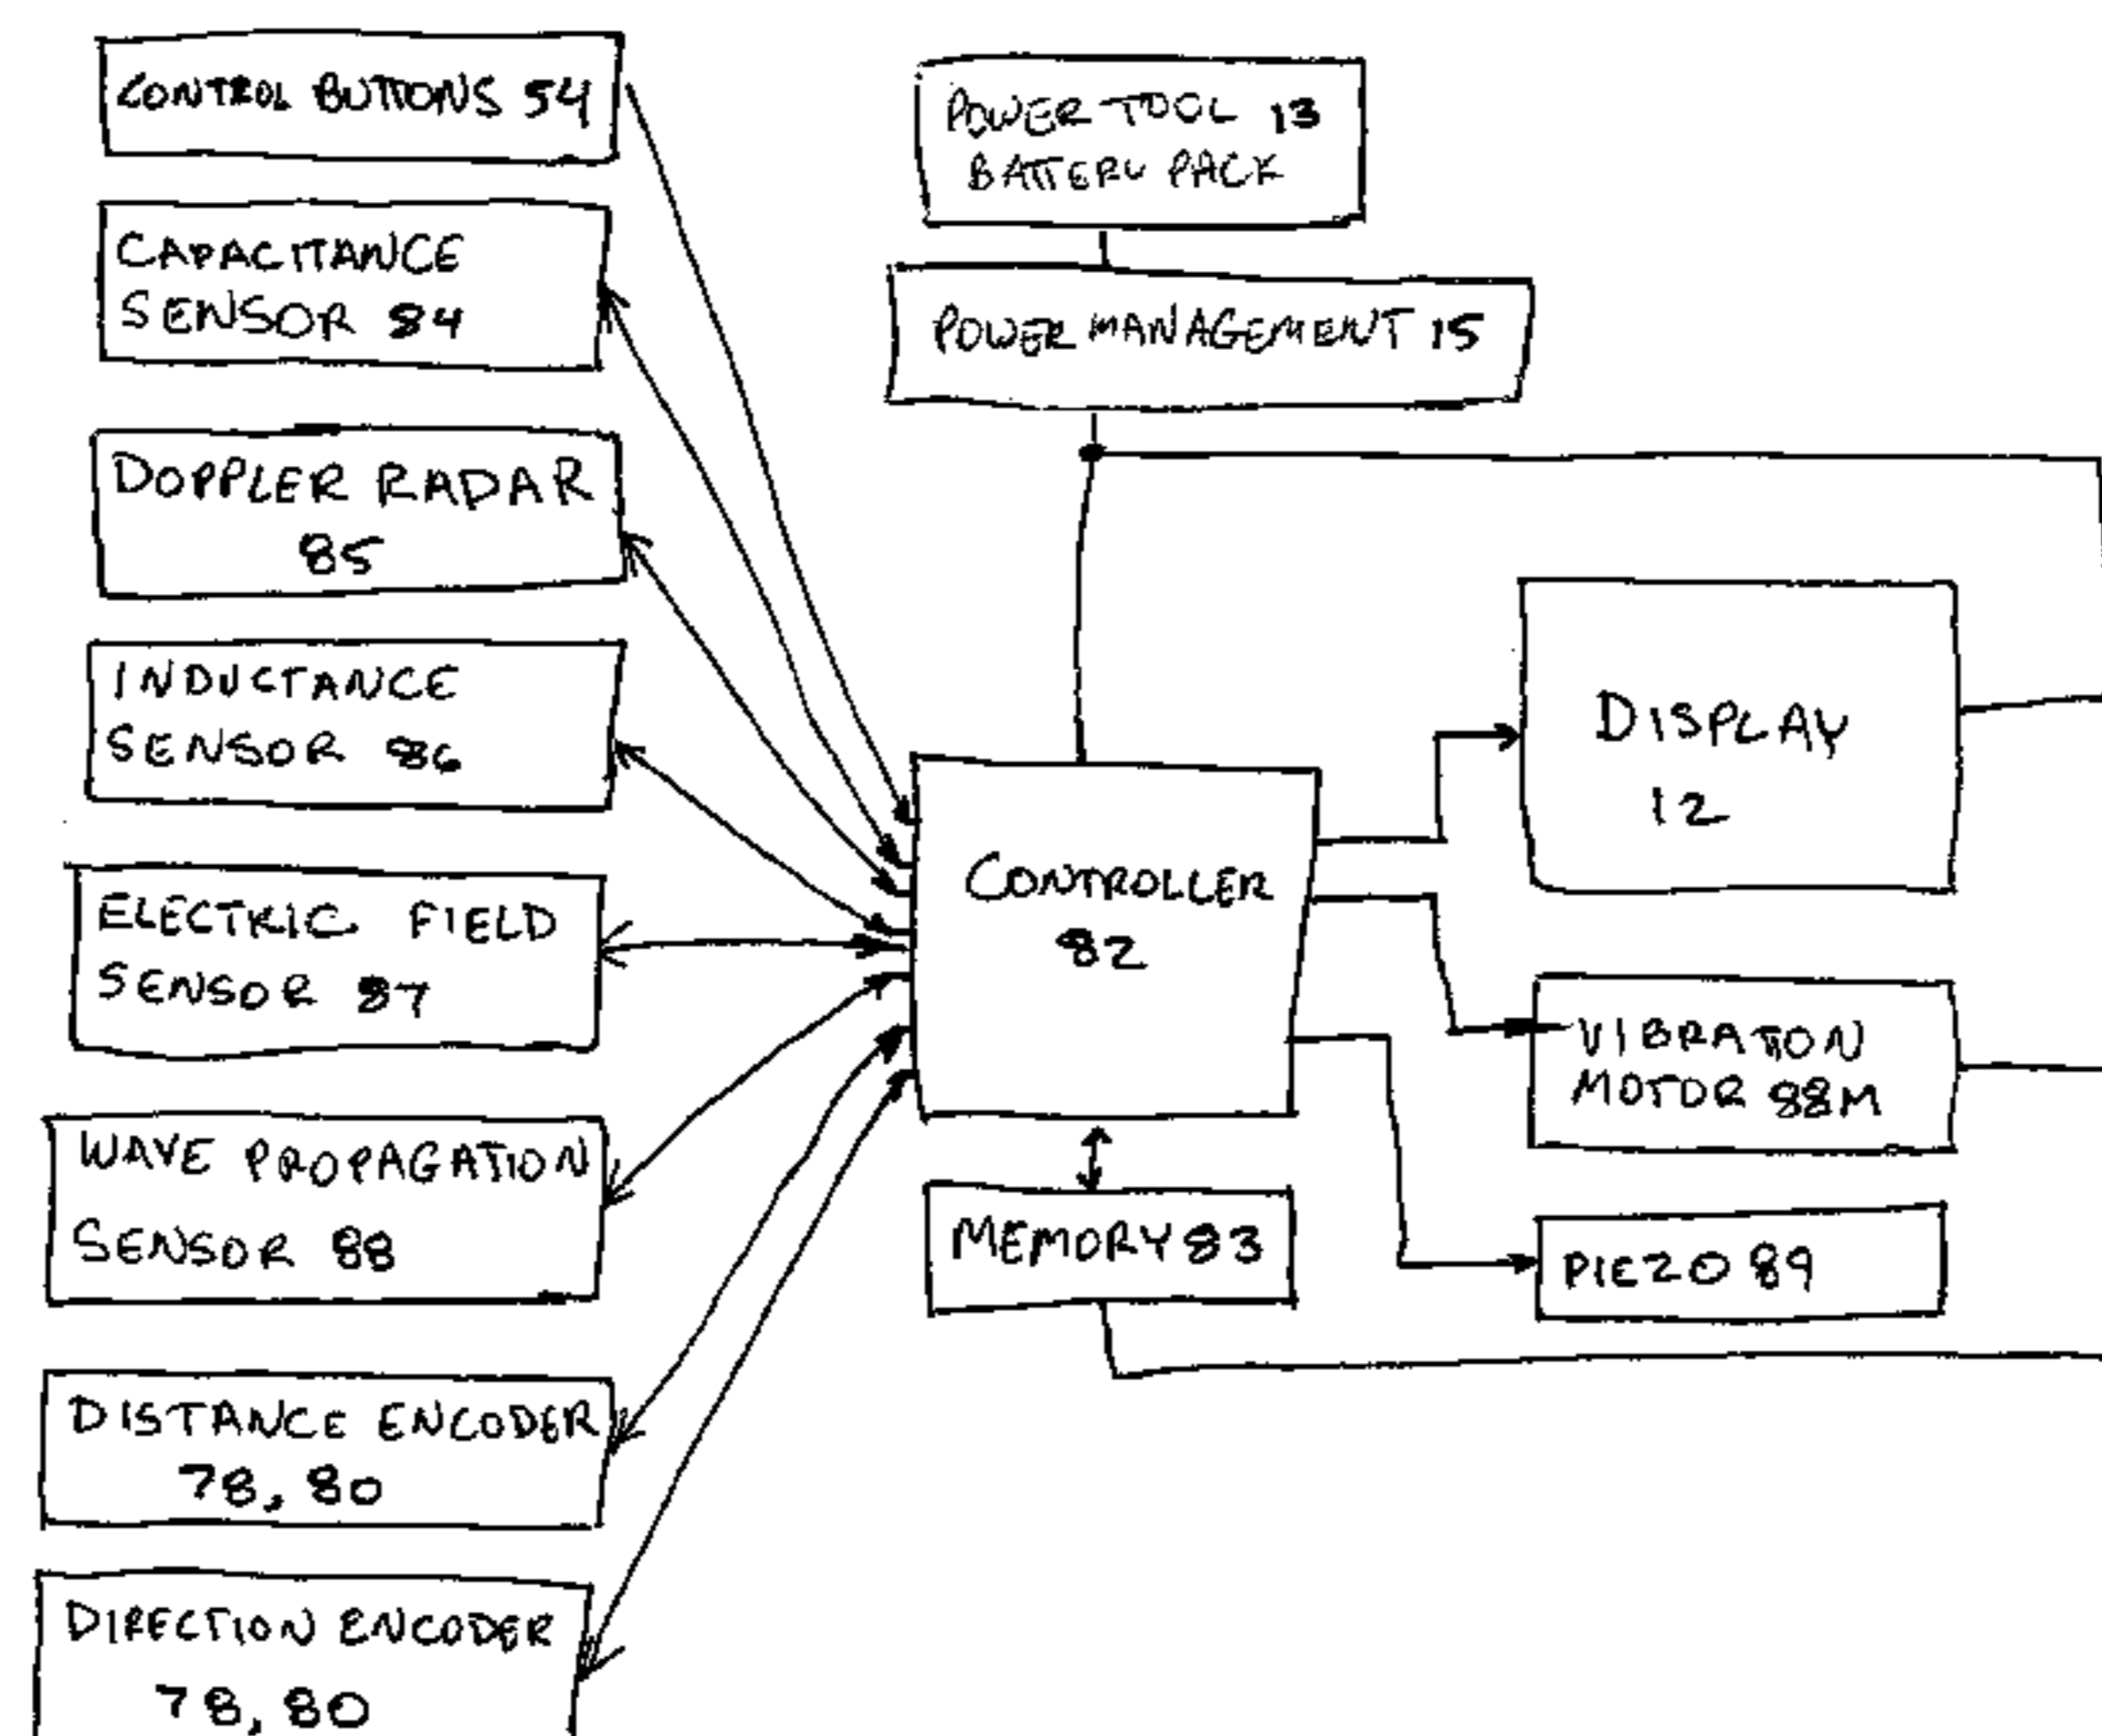 CONTROL BUTTONS 54
CAPACITANCE
SENSOR 84
DOPPLER RADAR
85
INDUCTANCE
SENSOR 86
ELECTRIC FIELD
SENSOR 87
WAVE PROPAGATION
SENSOR 88
DISTANCE ENCODER
78, 80
DIRECTION ENCODER
78, 80
POWER TOOL 13
BATTERY PACK
POWER MANAGEMENT 15
CONTROLLER
82
MEMORY 83
DISPLAY
12
VIBRATION
MOTOR 88M
PIEZO 89